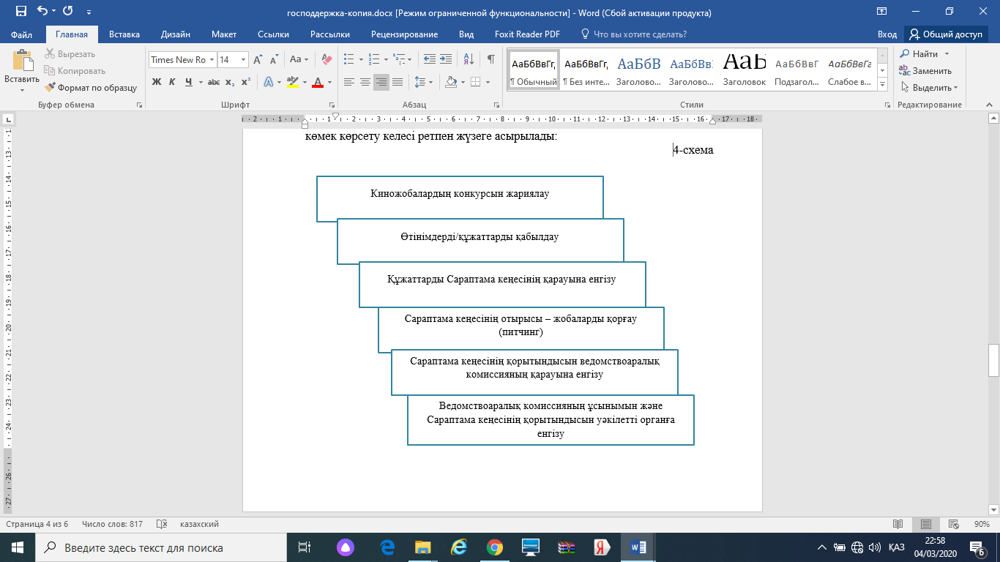 господдержка-копия.docx [Режим ограниченной функциональности] - Word (Сбой активации продукта)
Файл Главная Вставка Дизайн Макет Ссылки Рассылки Рецензирование Вид Foxit Reader PDF Что вы хотите сделать? Вход Общий доступ
Вставить
Вырезать
Копировать
Формат по образцу
Буфер обмена
Times New Ro 14
Ж К Ч abc x₂ x²
Шрифт
Абзац
АаБбВвГг, АаБбВвГг, АаБбВ АаБбВв АаБ АаБбВвГ АаБбВвГг
¶ Обычный ¶ Без инте... Заголово... Заголово... Заголовок Подзагол... Слабое в...
Стили
Найти
Заменить
Выделить
Редактирование
көмек көрсету келесі ретпен жүзеге асырылады:
4-схема
Киножобалардың конкурсын жариялау
Өтінімдерді/құжаттарды қабылдау
Құжаттарды Сараптама кеңесінің қарауына енгізу
Сараптама кеңесінің отырысы – жобаларды қорғау
(питчинг)
Сараптама кеңесінің қорытындысын ведомствоаралық
комиссияның қарауына енгізу
Ведомствоаралық комиссияның ұсынымын және
Сараптама кеңесінің қорытындысын уәкілетті органға
енгізу
Страница 4 из 6 Число слов: 817 казахский 90%
Введите здесь текст для поиска
ҚАЗ
22:58
04/03/2020
6